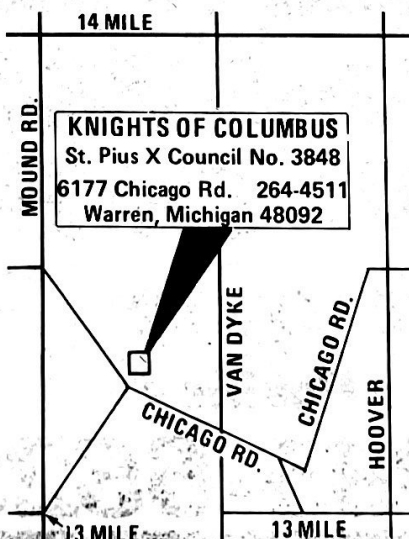 14 MILE
MOUND RD.
KNIGHTS OF COLUMBUS
St. Pius X Council No. 3848
6177 Chicago Rd. 264-4511
Warren, Michigan 48092
VAN DYKE
CHICAGO RD.
CHICAGO RD.
HOOVER
13 MILE
13 MILE